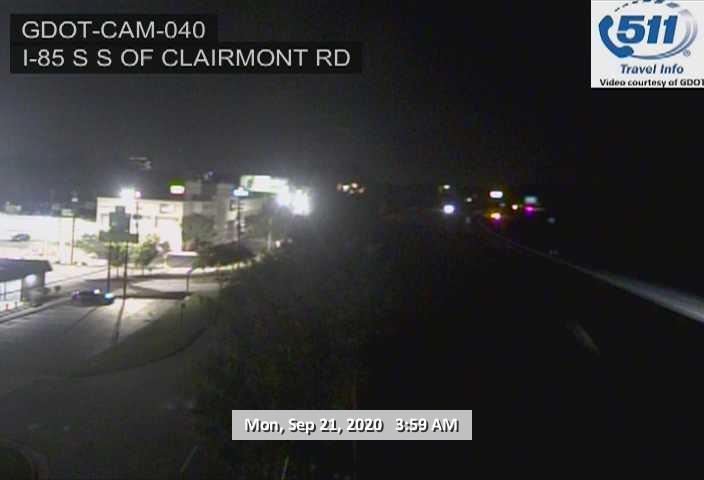 GDOT-CAM-040
I-85 S S OF CLAIRMONT RD
511
®
Travel Info
Video courtesy of GDOT
Mon, Sep 21, 2020 3:59 AM